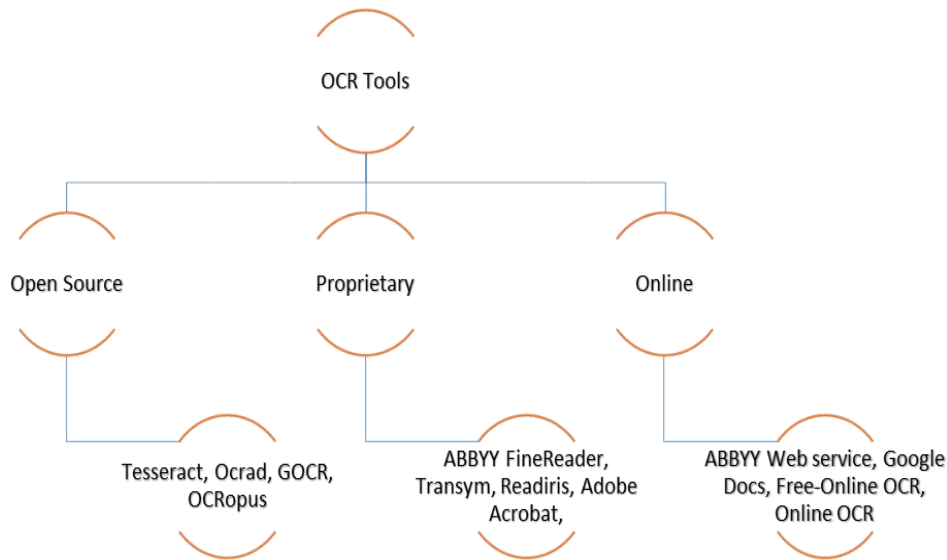 OCR Tools
Open Source
Proprietary
Online
Tesseract, Ocrad, GOCR,
OCRopus
ABBYY FineReader,
Transym, Readiris, Adobe
Acrobat,
ABBYY Web service, Google
Docs, Free-Online OCR,
Online OCR